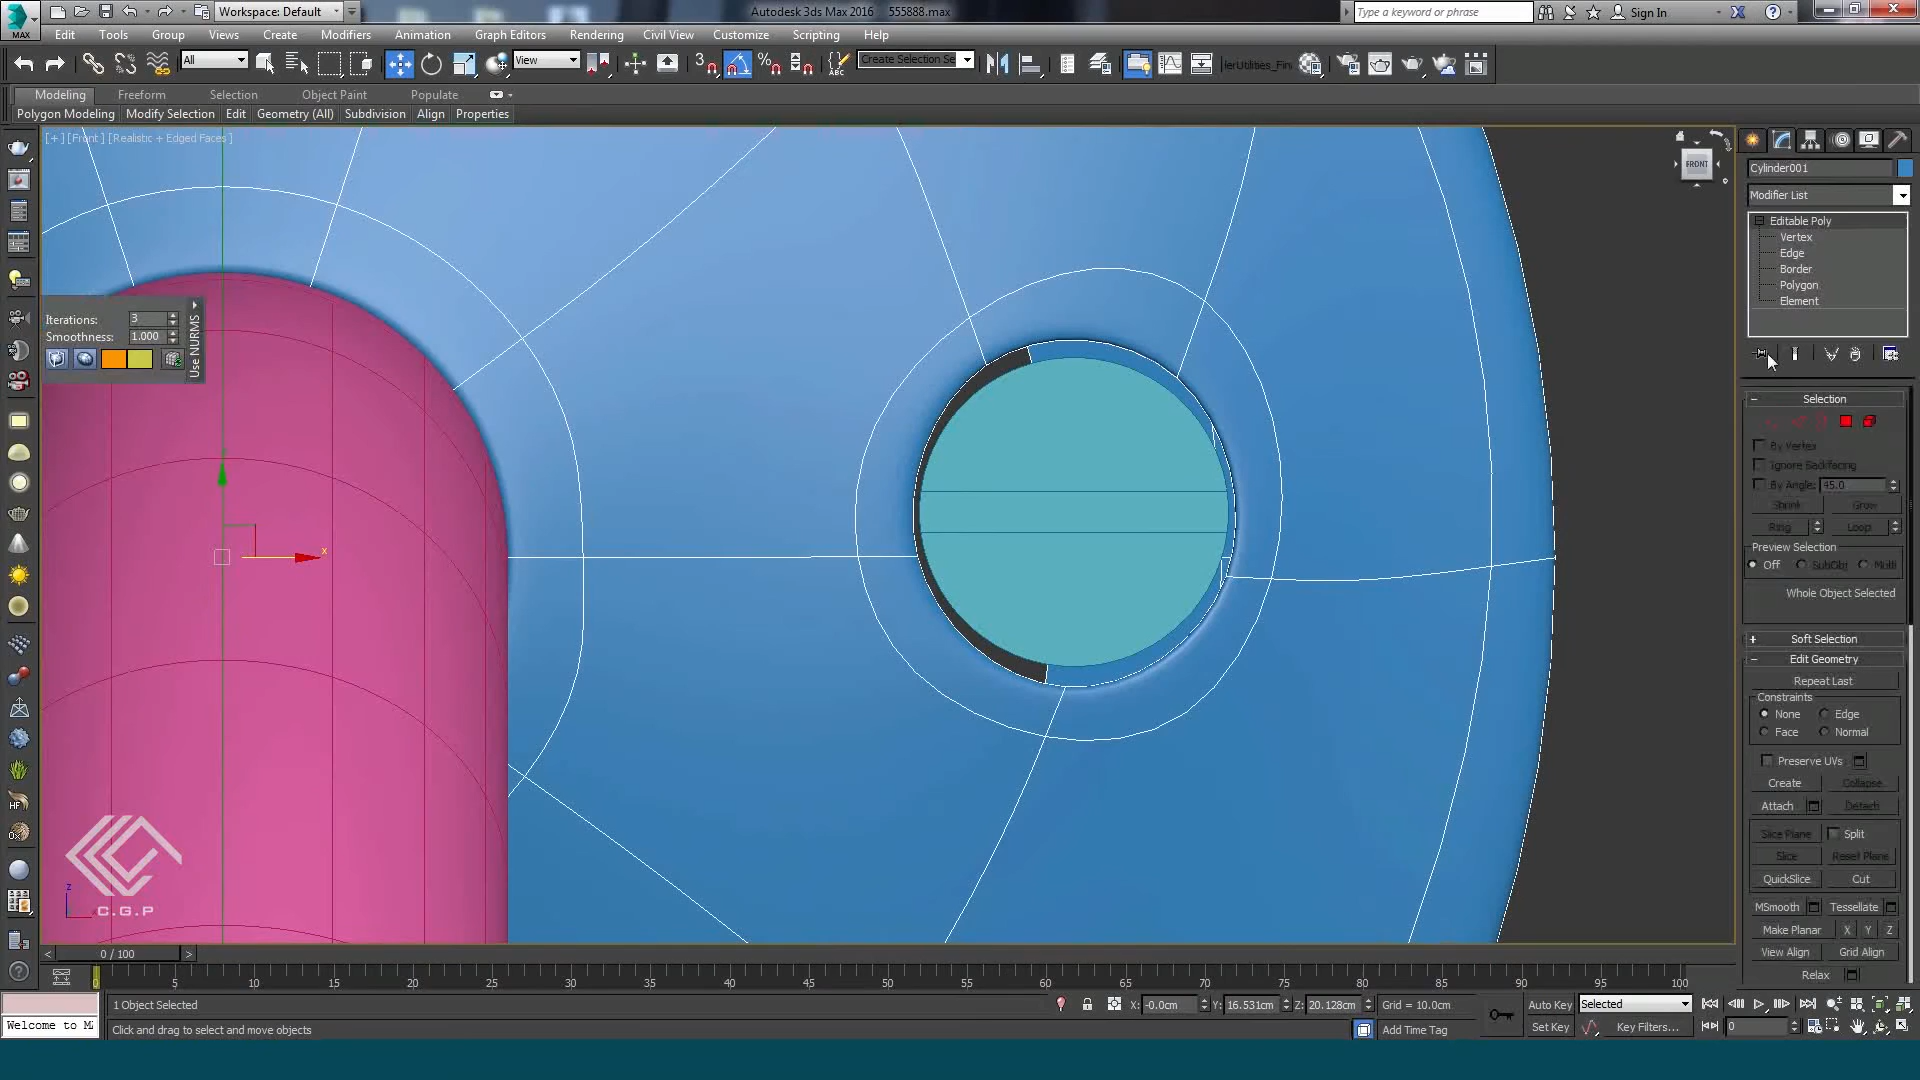 MAX
Workspace: Default
Autodesk 3ds Max 2016 555888.max
Type a keyword or phrase
Sign In
Edit Tools Group Views Create Modifiers Animation Graph Editors Rendering Civil View Customize Scripting Help
All
View
3
ABC
Create Selection Se
Modeling Freeform Selection Object Paint Populate
Polygon Modeling Modify Selection Edit Geometry (All) Subdivision Align Properties
[+] [Front ] [Realistic + Edged Faces ]
FRONT
Cylinder001
Modifier List
Editable Poly
Vertex
Edge
Border
Polygon
Element
Iterations: 3
Smoothness: 1.000
Use NURMS
Selection
By Vertex
Ignore Backfacing
By Angle: 45.0
Shrink Grow
Ring Loop
Preview Selection
Off SubObj Multi
Whole Object Selected
Soft Selection
Edit Geometry
Repeat Last
Constraints
None Edge
Face Normal
Preserve UVs
Create Collapse
Attach Detach
Slice Plane Split
Slice Reset Plane
QuickSlice Cut
MSmooth Tessellate
Make Planar X Y Z
View Align Grid Align
Relax
x
z
HF
C.G.P
0 / 100
0 5 10 15 20 25 30 35 40 45 50 55 60 65 70 75 80 85 90 95 100
1 Object Selected
X: -0.0cm Y: 16.531cm Z: 20.128cm Grid = 10.0cm
Auto Key Selected
Welcome to MA
Click and drag to select and move objects
Add Time Tag
Set Key Key Filters... 0